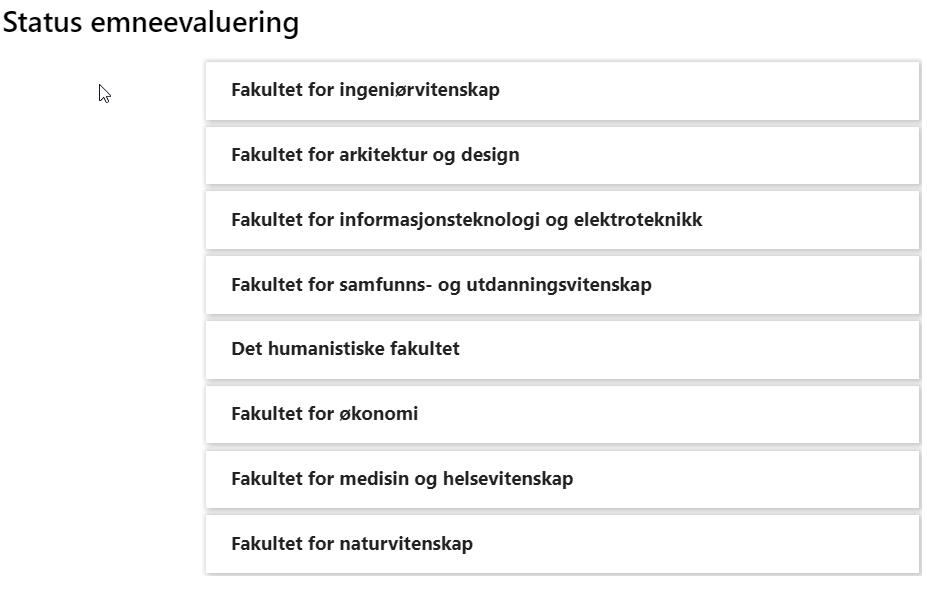 Status emneevaluering
Fakultet for ingeniørvitenskap
Fakultet for arkitektur og design
Fakultet for informasjonsteknologi og elektroteknikk
Fakultet for samfunns- og utdanningsvitenskap
Det humanistiske fakultet
Fakultet for økonomi
Fakultet for medisin og helsevitenskap
Fakultet for naturvitenskap